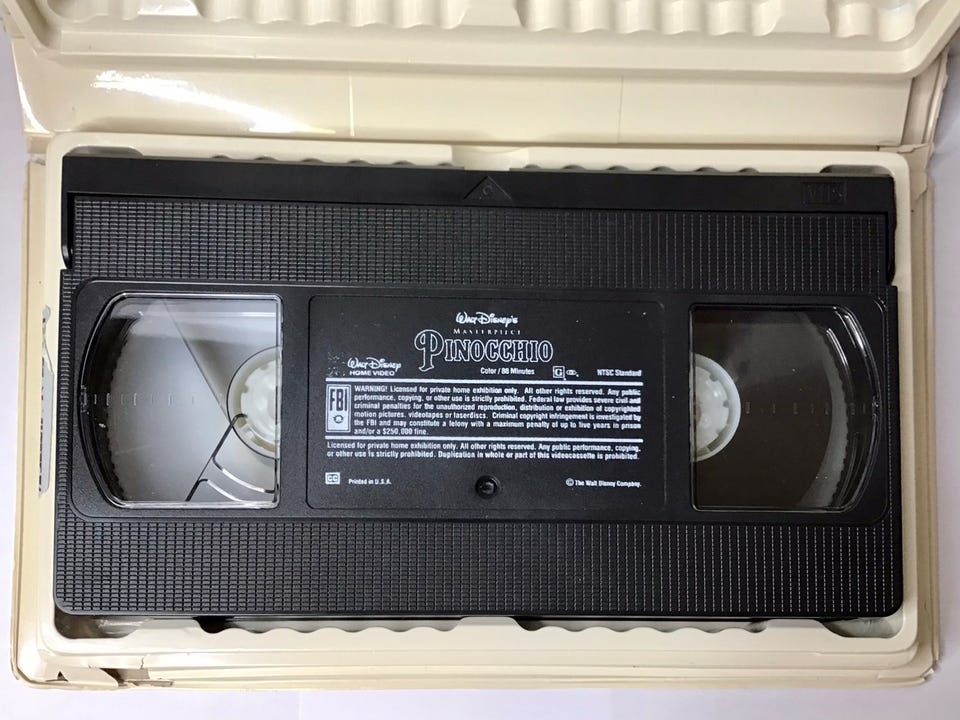 VHS
WALT DISNEY'S
MASTERPIECE
PINOCCHIO
WALT DISNEY
HOME VIDEO
Color / 88 Minutes
G
NTSC Standard
FBI
WARNING! Licensed for private home exhibition only. All other rights reserved. Any public
performance, copying, or other use is strictly prohibited. Federal law provides severe civil and
criminal penalties for the unauthorized reproduction, distribution or exhibition of copyrighted
motion pictures, videotapes or laserdiscs. Criminal copyright infringement is investigated by
the FBI and may constitute a felony with a maximum penalty of up to five years in prison
and/or a $250,000 fine.
Licensed for private home exhibition only. All other rights reserved. Any public performance, copying,
or other use is strictly prohibited. Duplication in whole or part of this videocassette is prohibited.
CC
Printed in U.S.A.
© The Walt Disney Company.